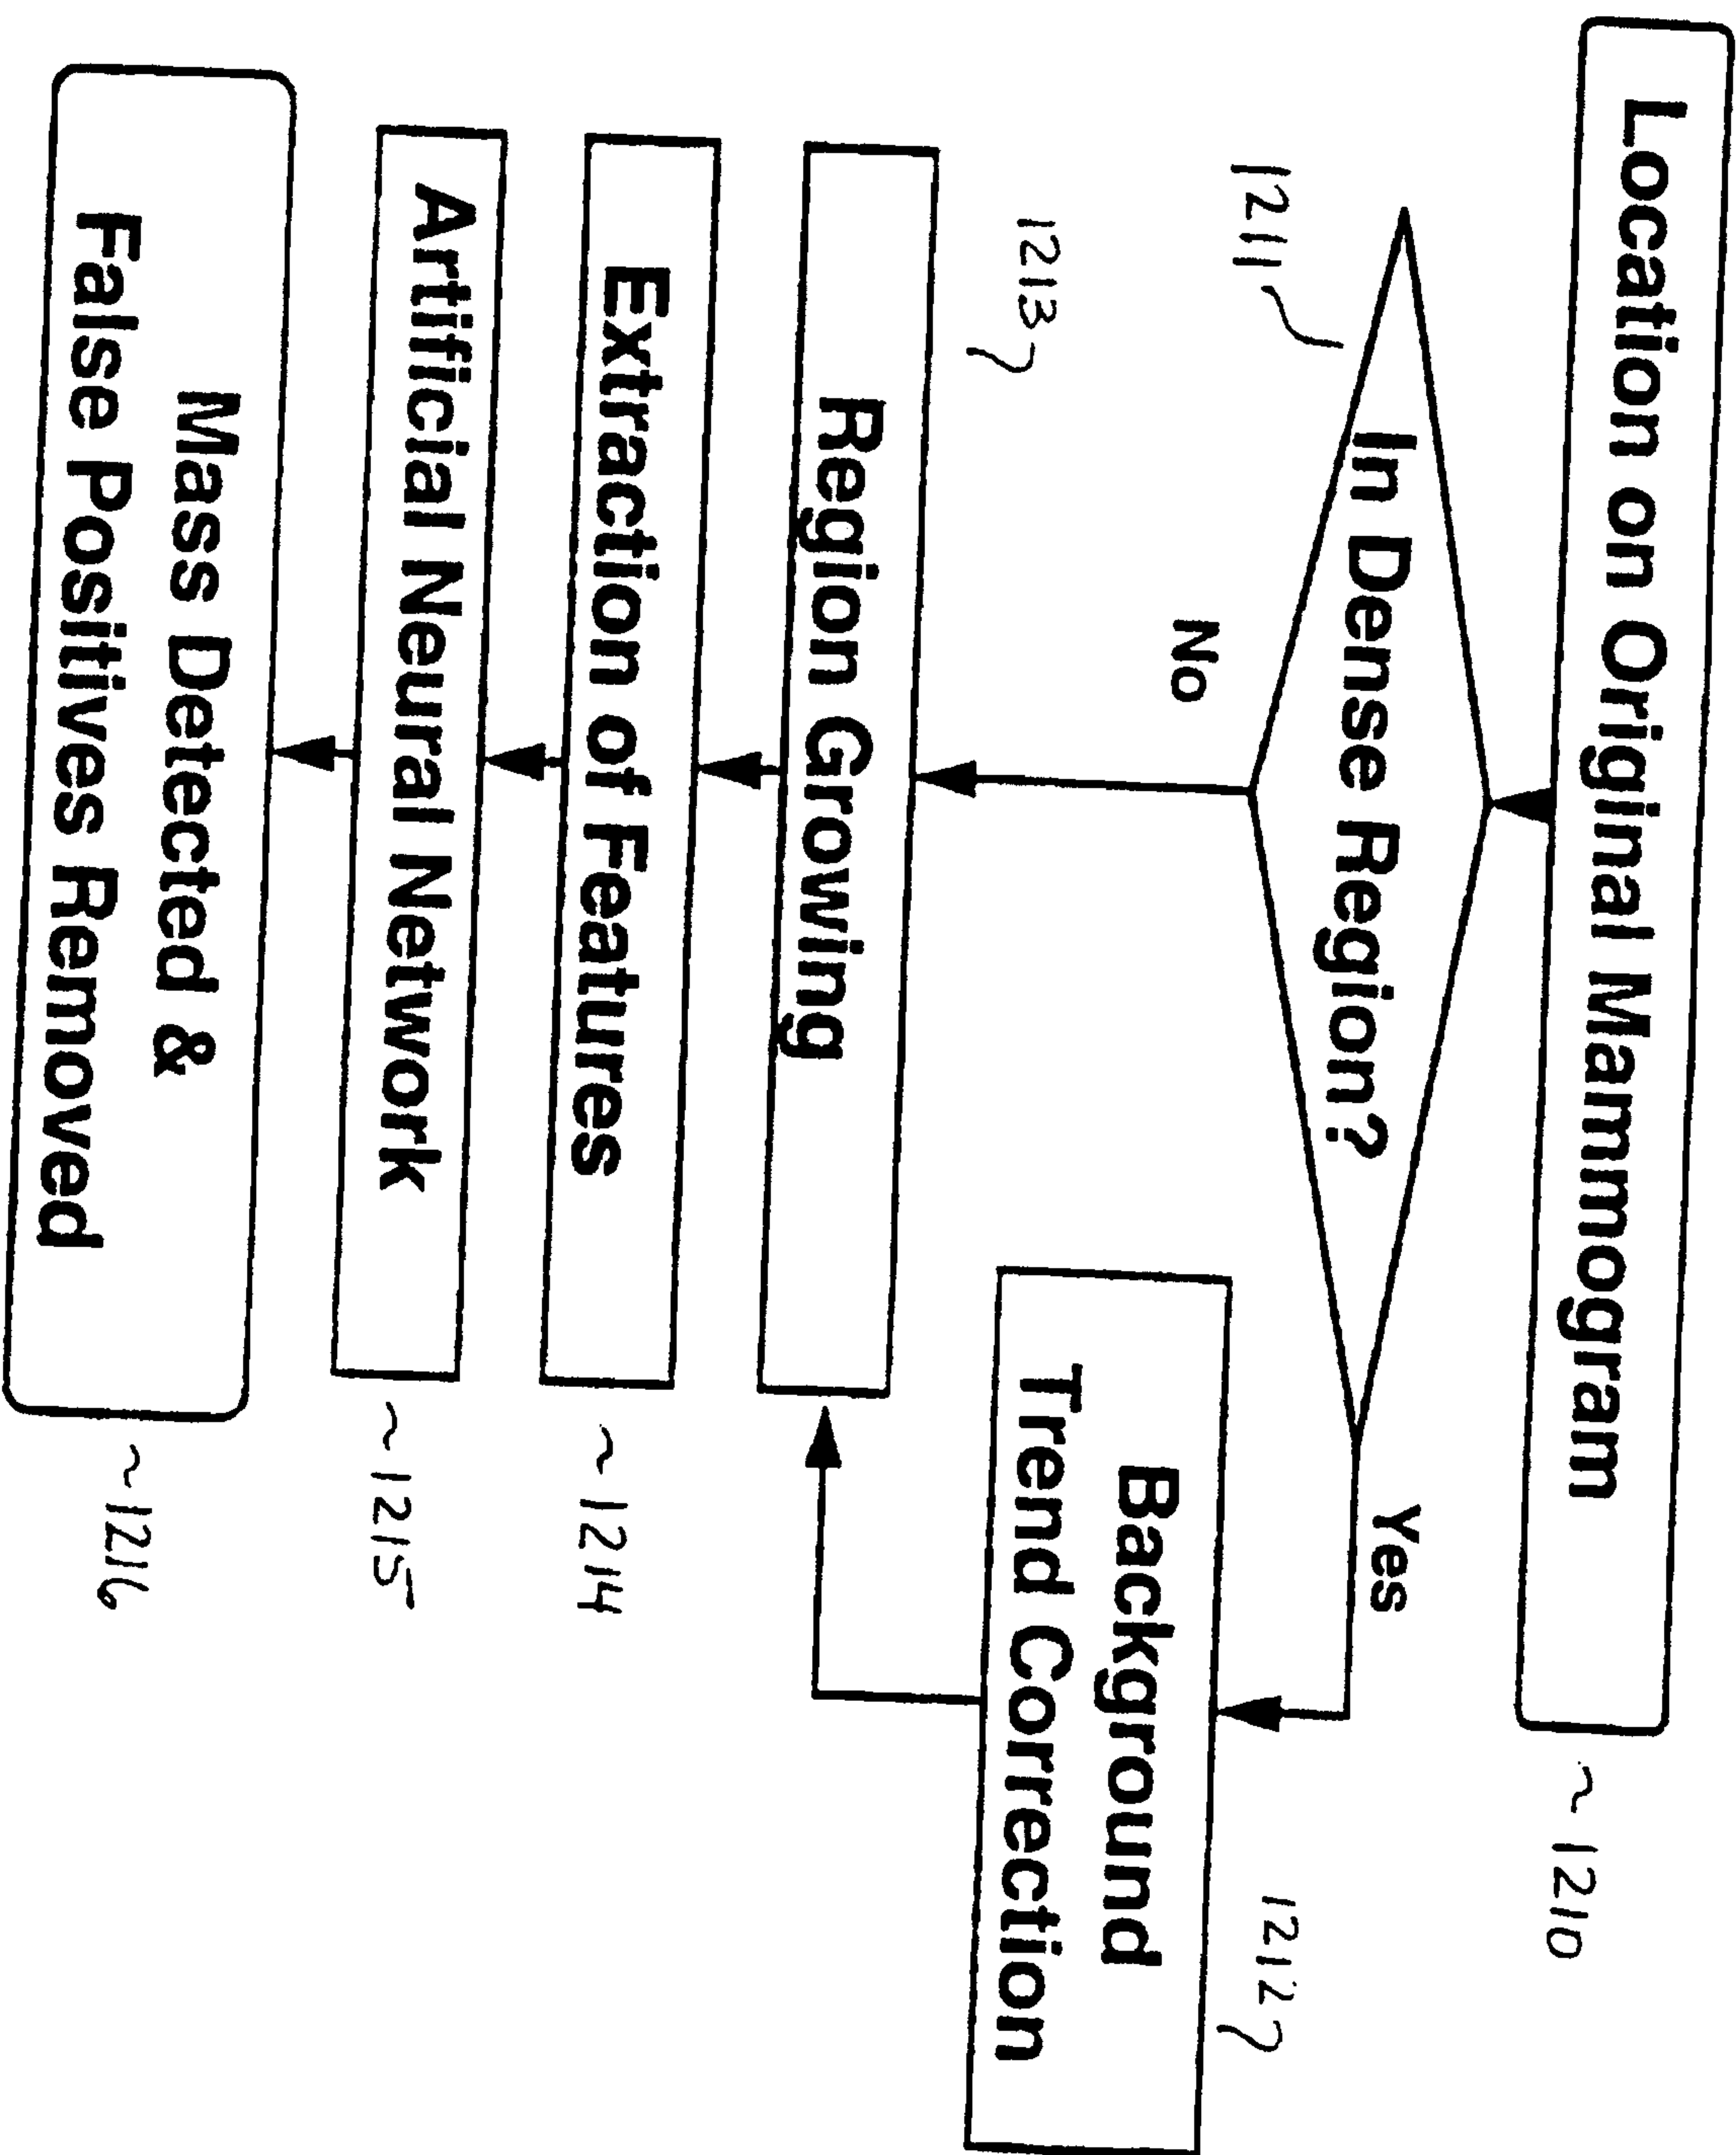 Location on Original Mammogram
~1210
In Dense Region?
1211
Yes
No
1212
Background
Trend Correction
1213
Region Growing
Extraction of Features
~1214
Artificial Neural Network
~1215
Mass Detected &
False Positives Removed
~1216